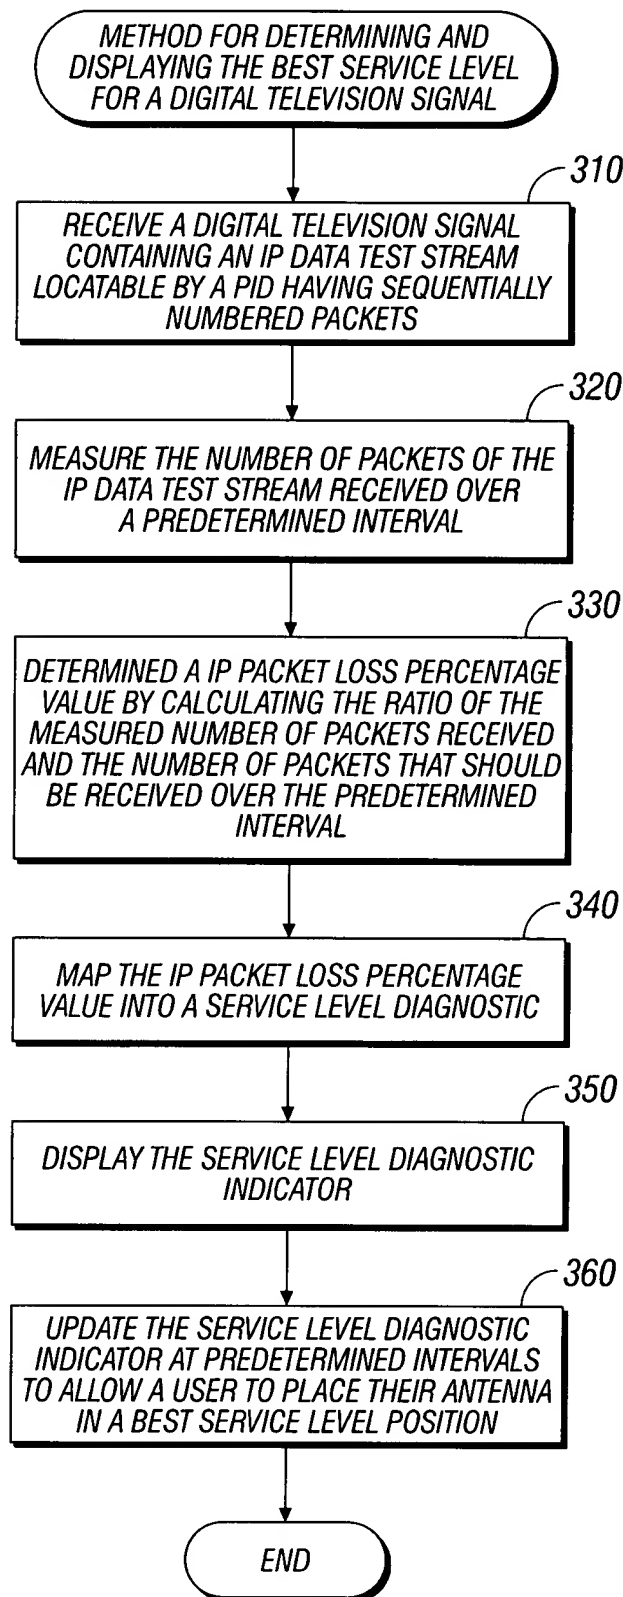 METHOD FOR DETERMINING AND
DISPLAYING THE BEST SERVICE LEVEL
FOR A DIGITAL TELEVISION SIGNAL
310
RECEIVE A DIGITAL TELEVISION SIGNAL
CONTAINING AN IP DATA TEST STREAM
LOCATABLE BY A PID HAVING SEQUENTIALLY
NUMBERED PACKETS
320
MEASURE THE NUMBER OF PACKETS OF THE
IP DATA TEST STREAM RECEIVED OVER
A PREDETERMINED INTERVAL
330
DETERMINED A IP PACKET LOSS PERCENTAGE
VALUE BY CALCULATING THE RATIO OF THE
MEASURED NUMBER OF PACKETS RECEIVED
AND THE NUMBER OF PACKETS THAT SHOULD
BE RECEIVED OVER THE PREDETERMINED
INTERVAL
340
MAP THE IP PACKET LOSS PERCENTAGE
VALUE INTO A SERVICE LEVEL DIAGNOSTIC
350
DISPLAY THE SERVICE LEVEL DIAGNOSTIC
INDICATOR
360
UPDATE THE SERVICE LEVEL DIAGNOSTIC
INDICATOR AT PREDETERMINED INTERVALS
TO ALLOW A USER TO PLACE THEIR ANTENNA
IN A BEST SERVICE LEVEL POSITION
END